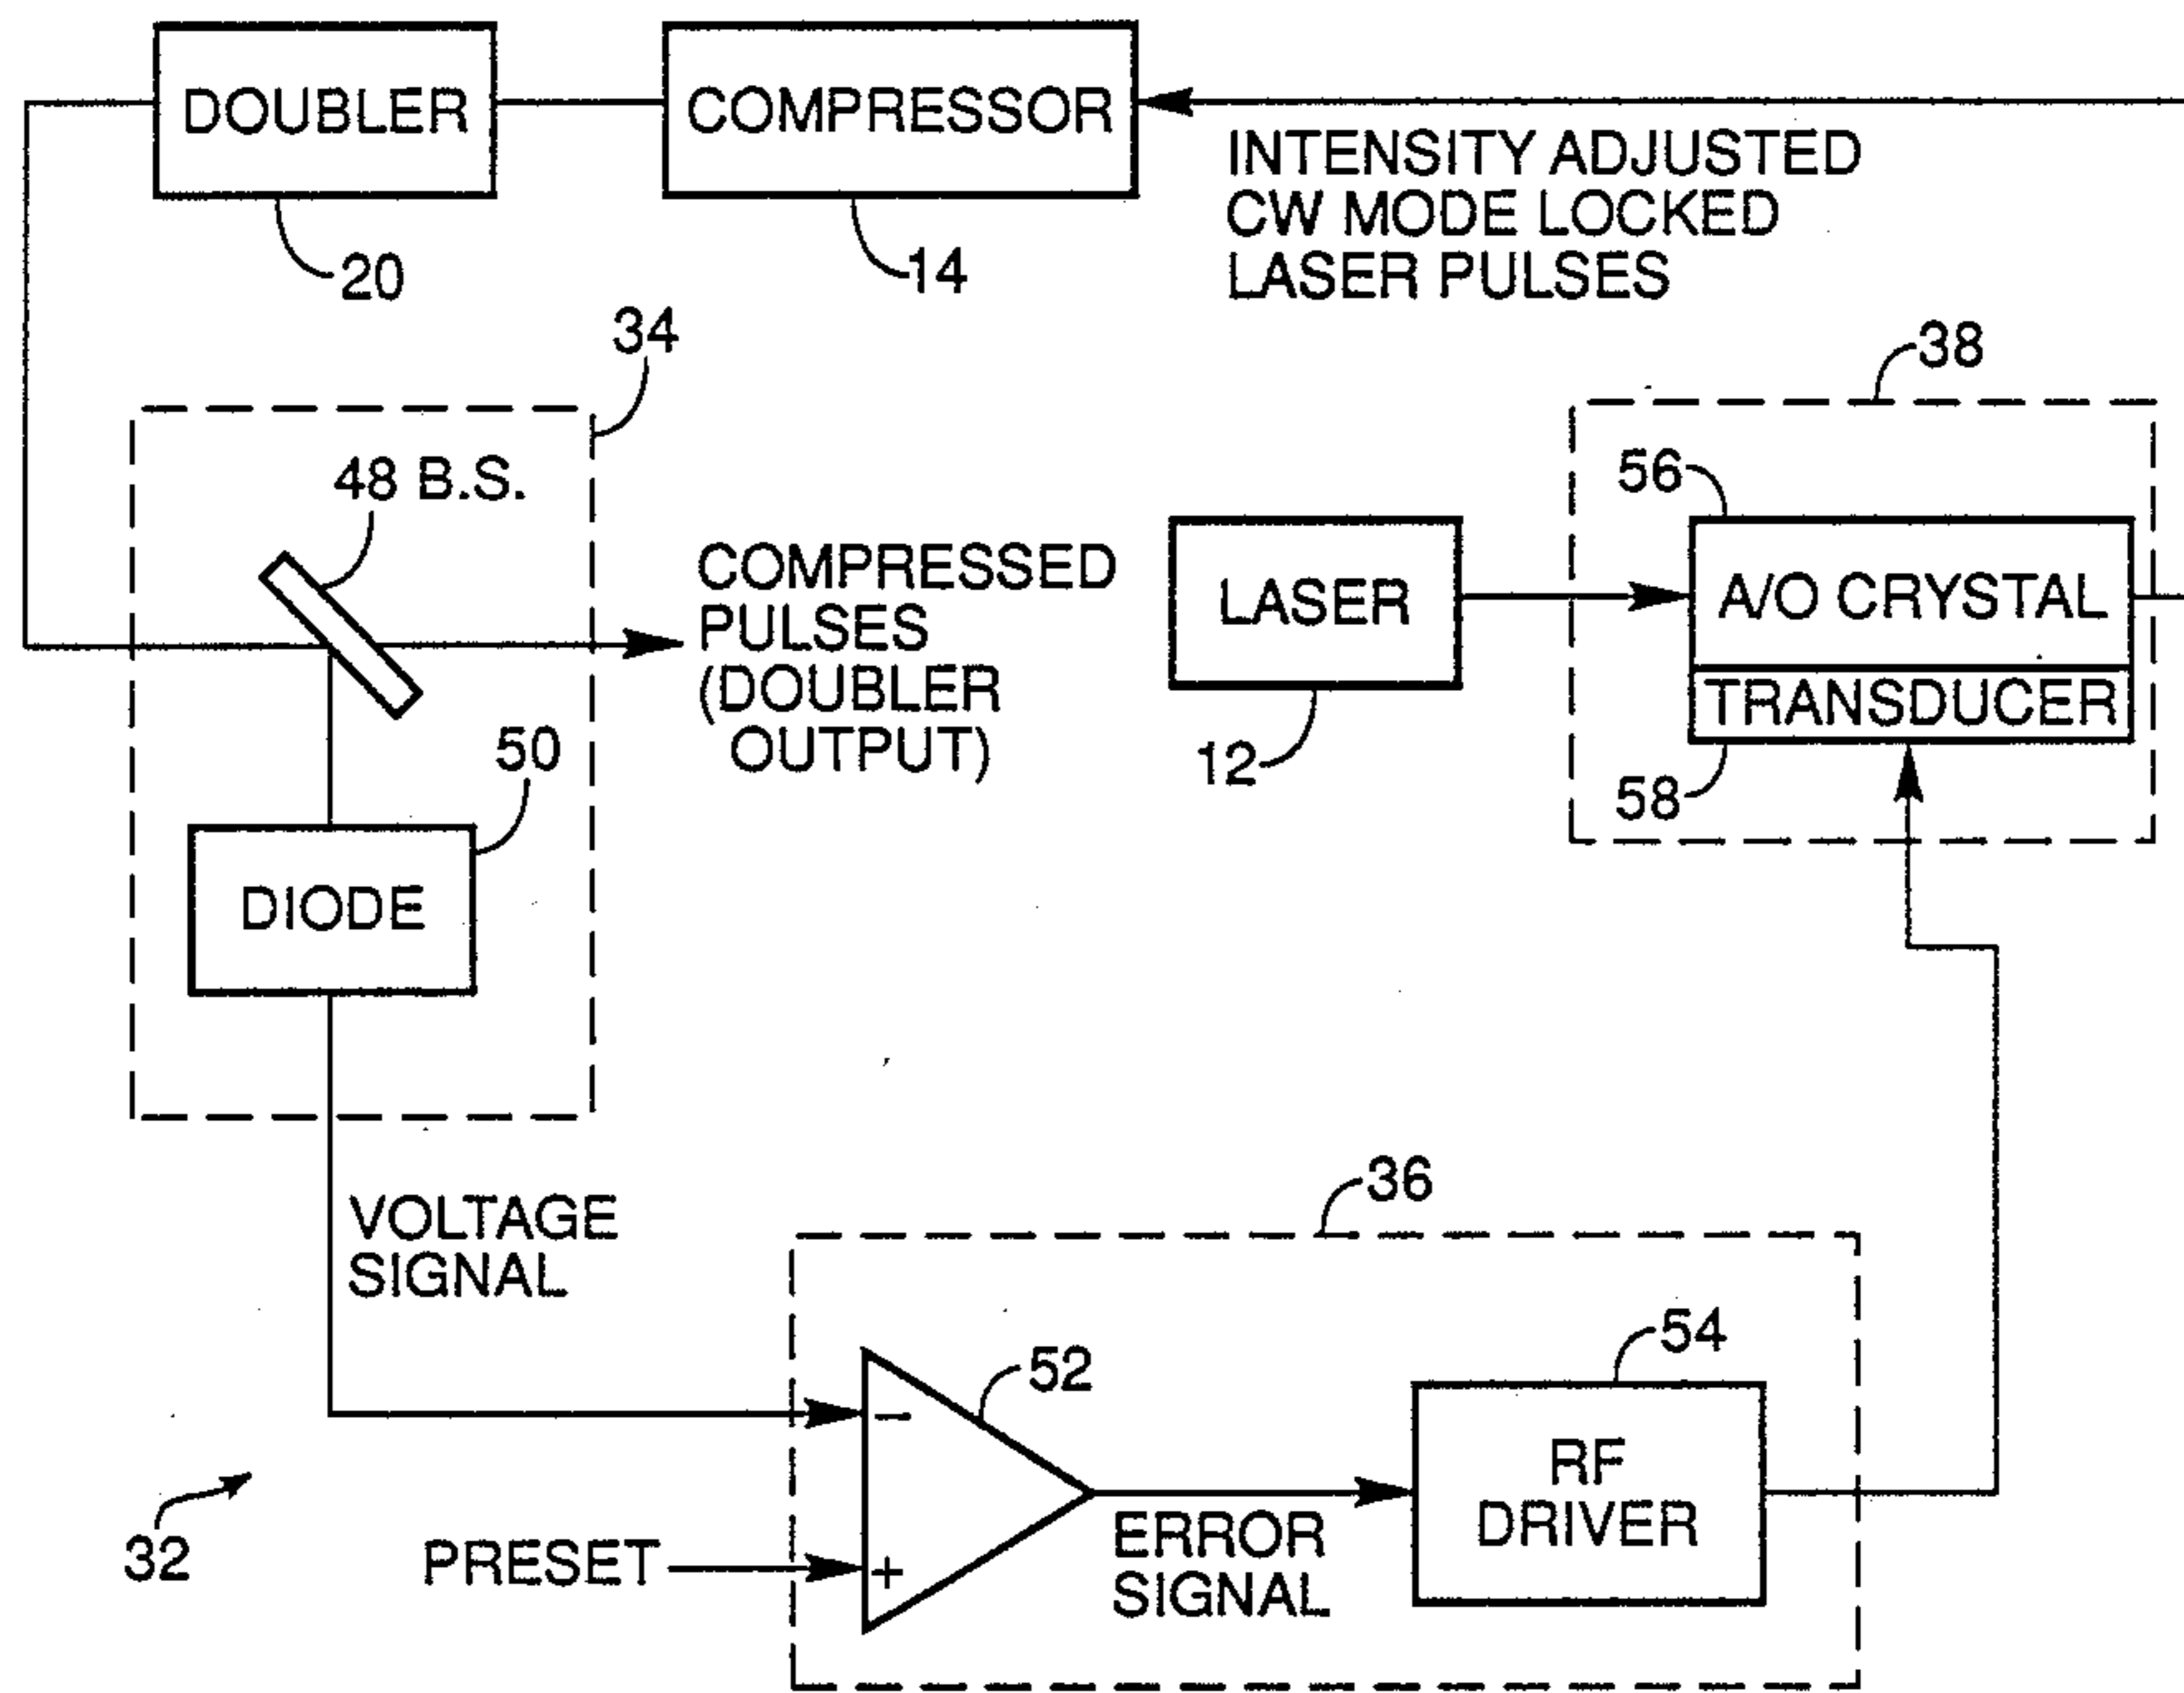 DOUBLER
COMPRESSOR
INTENSITY ADJUSTED
CW MODE LOCKED
LASER PULSES
20
14
34
38
48 B.S.
56
COMPRESSED
PULSES
(DOUBLER
OUTPUT)
LASER
A/O CRYSTAL
TRANSDUCER
50
12
58
DIODE
VOLTAGE
SIGNAL
36
52
54
−
RF
DRIVER
ERROR
SIGNAL
32
PRESET
+